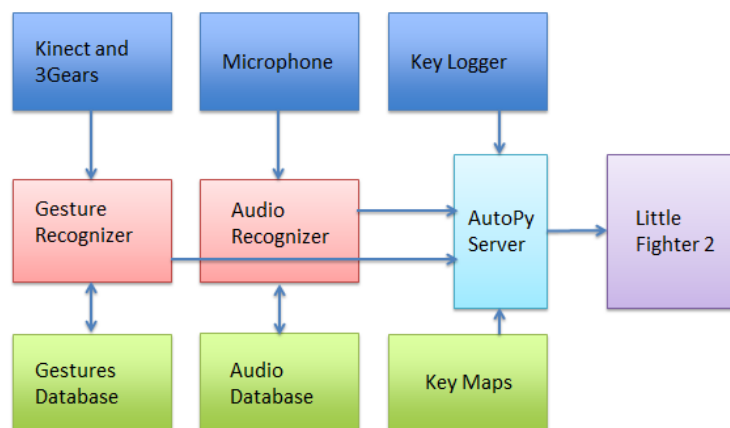 Kinect and
3Gears
Microphone
Key Logger
Gesture
Recognizer
Audio
Recognizer
AutoPy
Server
Little
Fighter 2
Gestures
Database
Audio
Database
Key Maps